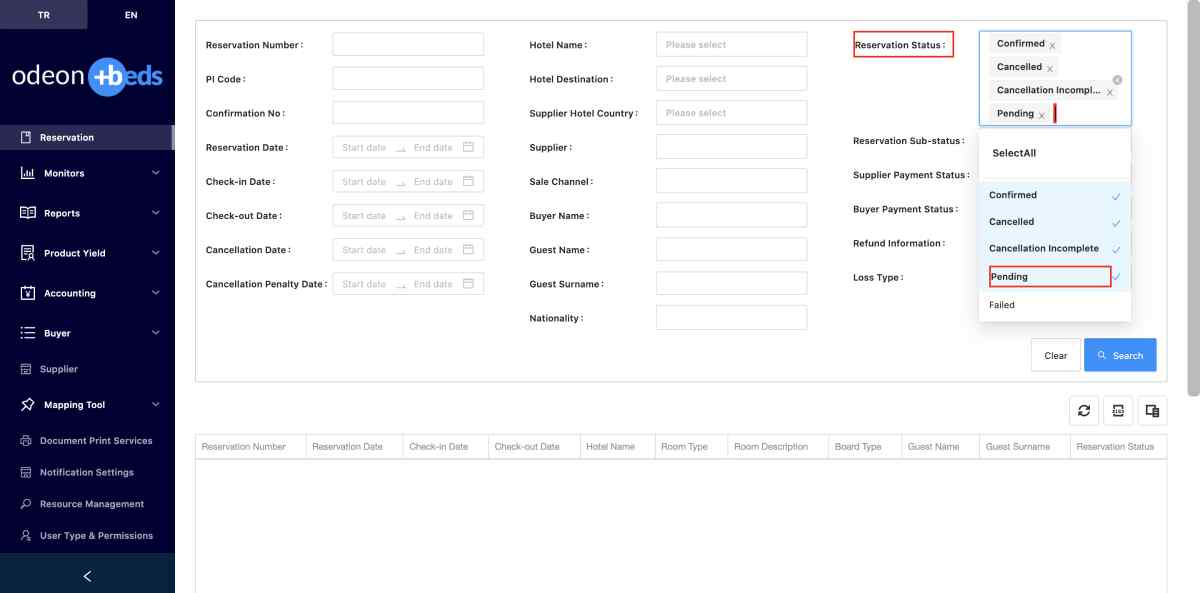 TR
EN
odeon +beds
Reservation
Monitors
Reports
Product Yield
Accounting
Buyer
Supplier
Mapping Tool
Document Print Services
Notification Settings
Resource Management
User Type & Permissions
Reservation Number :
PI Code :
Confirmation No :
Reservation Date : Start date End date
Check-in Date : Start date End date
Check-out Date : Start date End date
Cancellation Date : Start date End date
Cancellation Penalty Date : Start date End date
Hotel Name : Please select
Hotel Destination : Please select
Supplier Hotel Country : Please select
Supplier :
Sale Channel :
Buyer Name :
Guest Name :
Guest Surname :
Nationality :
Reservation Status :
Confirmed
Cancelled
Cancellation Incompl...
Pending
Reservation Sub-status :
Supplier Payment Status :
Buyer Payment Status :
Refund Information :
Loss Type :
SelectAll
Confirmed
Cancelled
Cancellation Incomplete
Pending
Failed
Clear
Search
Reservation Number Reservation Date Check-in Date Check-out Date Hotel Name Room Type Room Description Board Type Guest Name Guest Surname Reservation Status